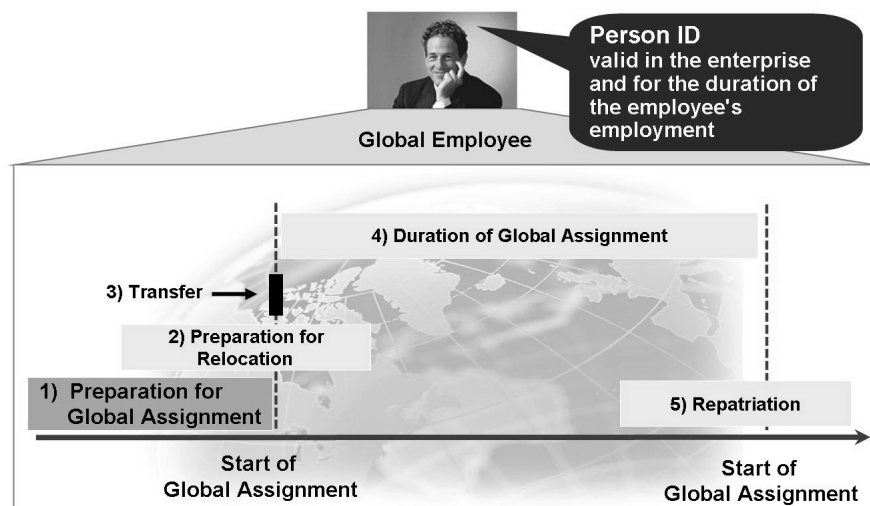 Person ID
valid in the enterprise
and for the duration of
the employee's
employment
Global Employee
4) Duration of Global Assignment
3) Transfer
2) Preparation for
Relocation
1) Preparation for
Global Assignment
5) Repatriation
Start of
Global Assignment
Start of
Global Assignment